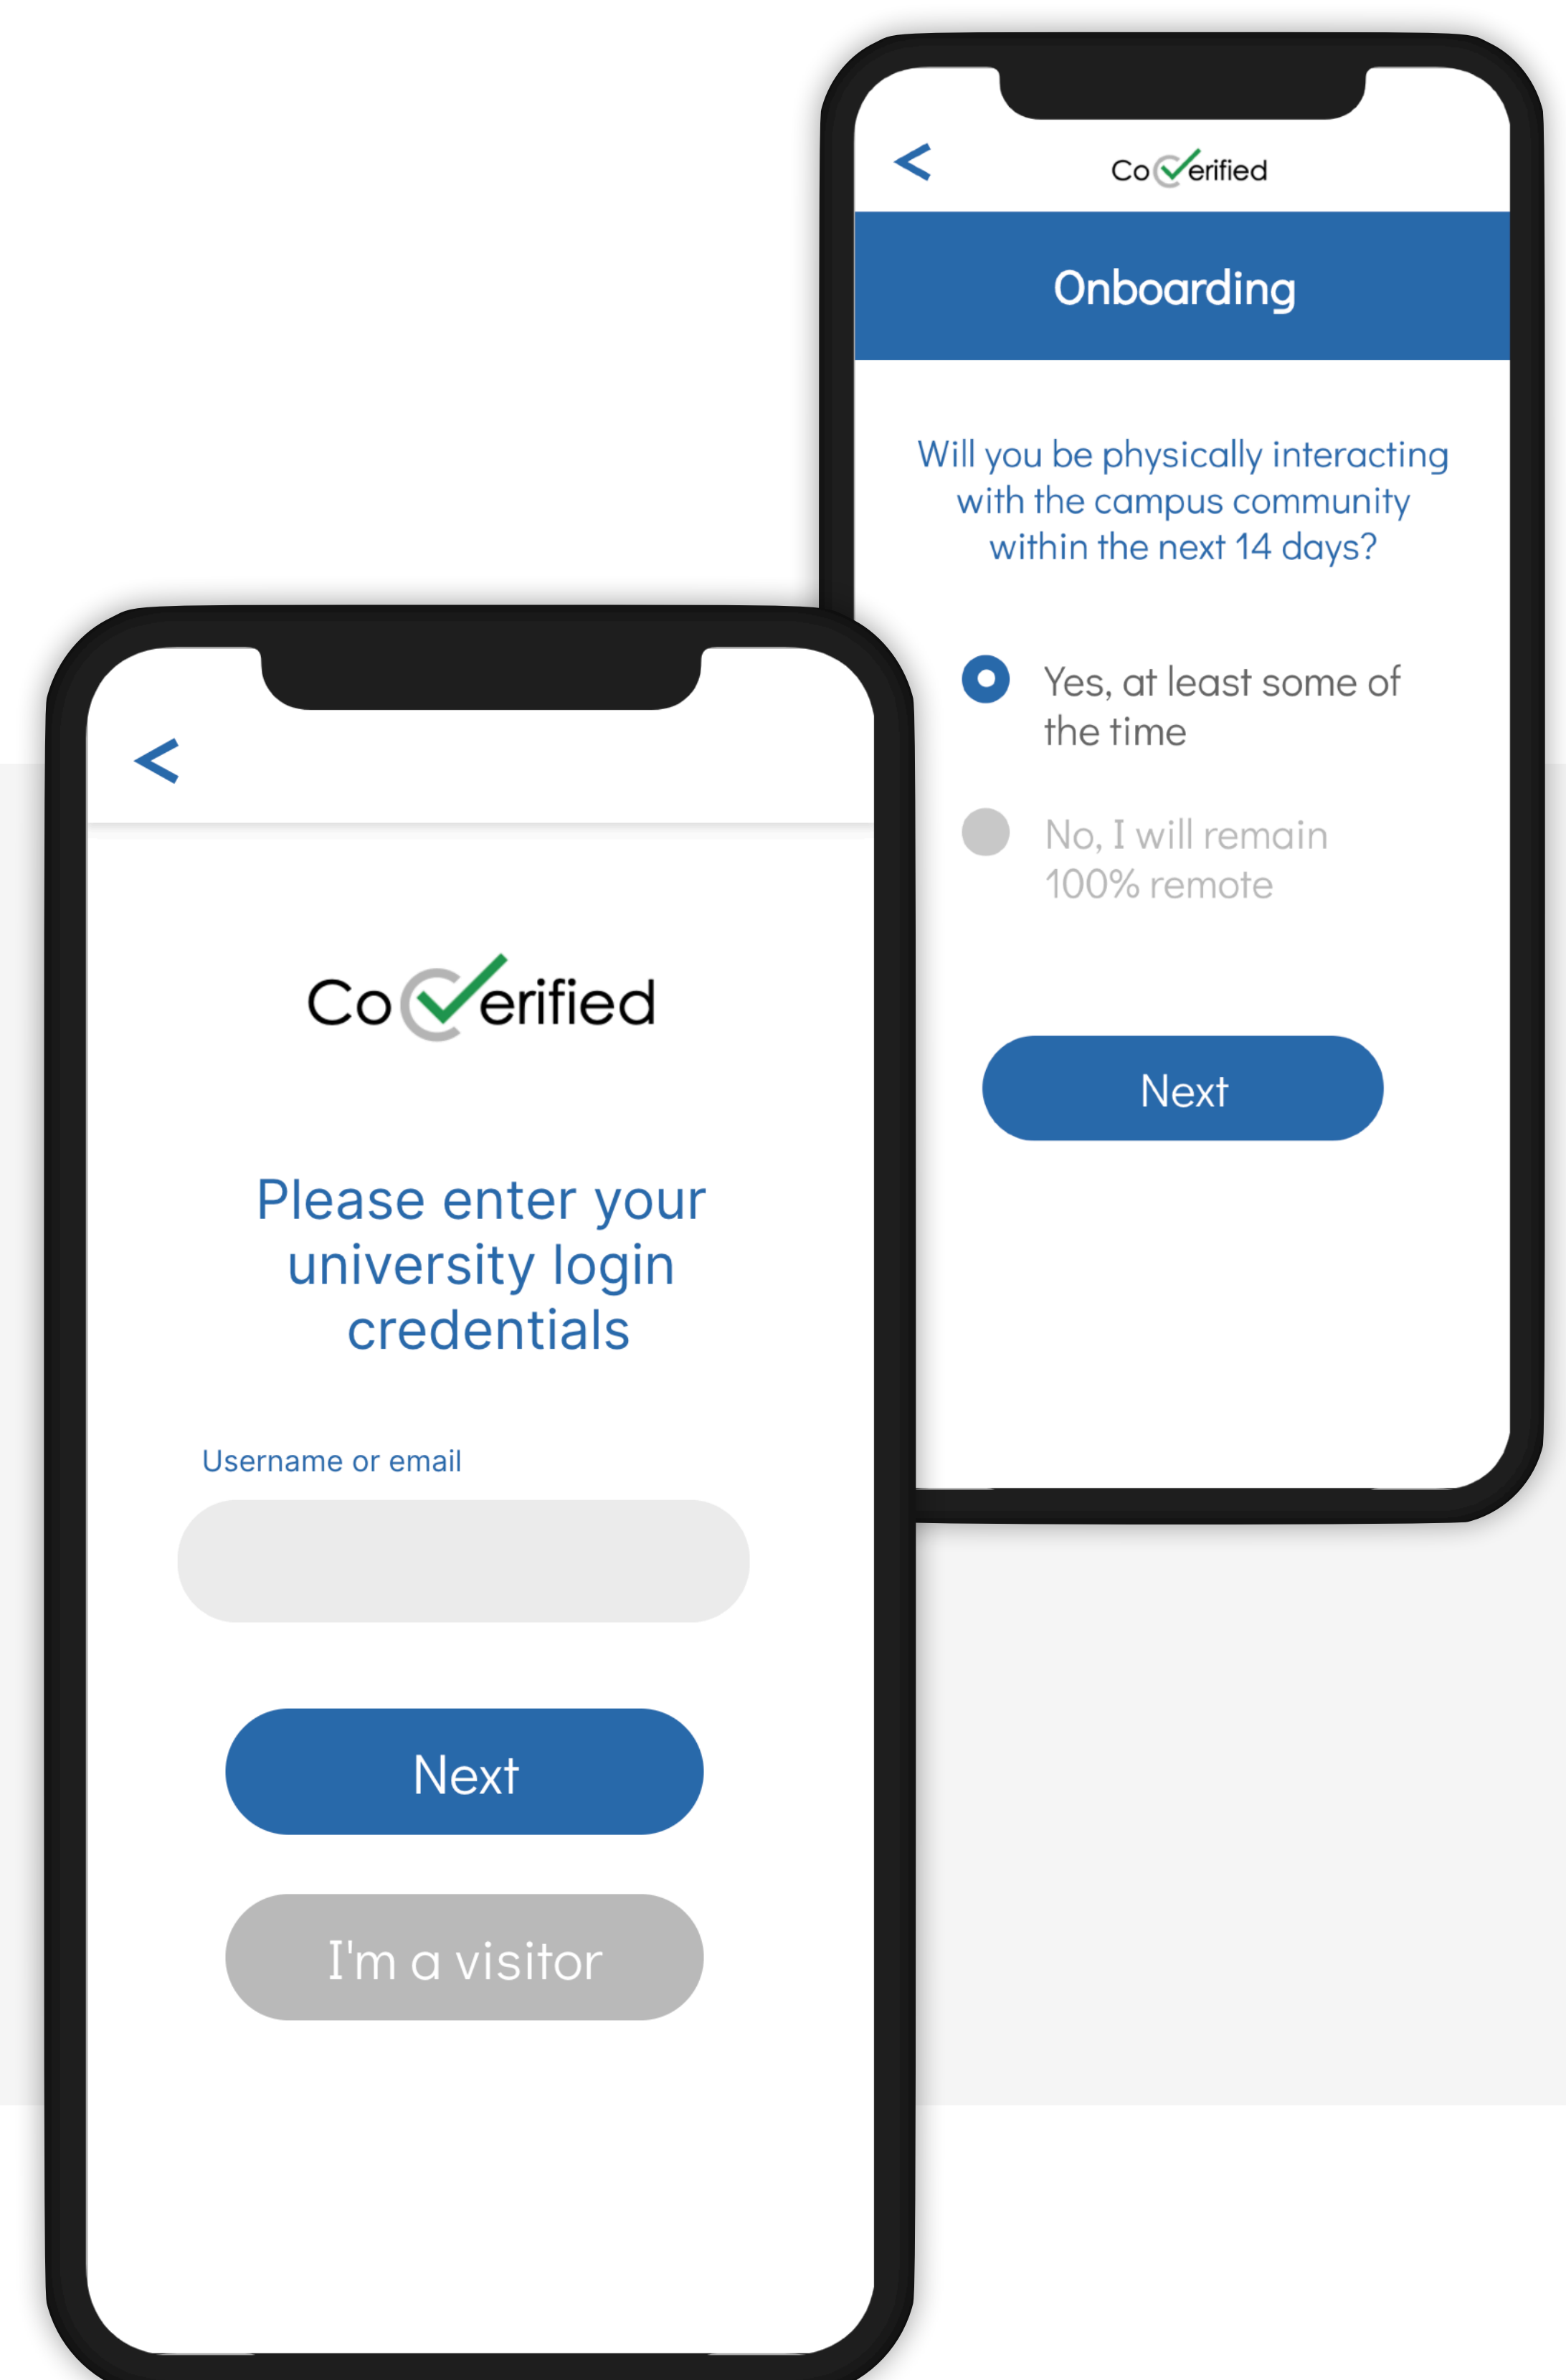 CoVerified
Onboarding
Will you be physically interacting
with the campus community
within the next 14 days?
Yes, at least some of
the time
No, I will remain
100% remote
Next
CoVerified
Please enter your
university login
credentials
Username or email
Next
I'm a visitor